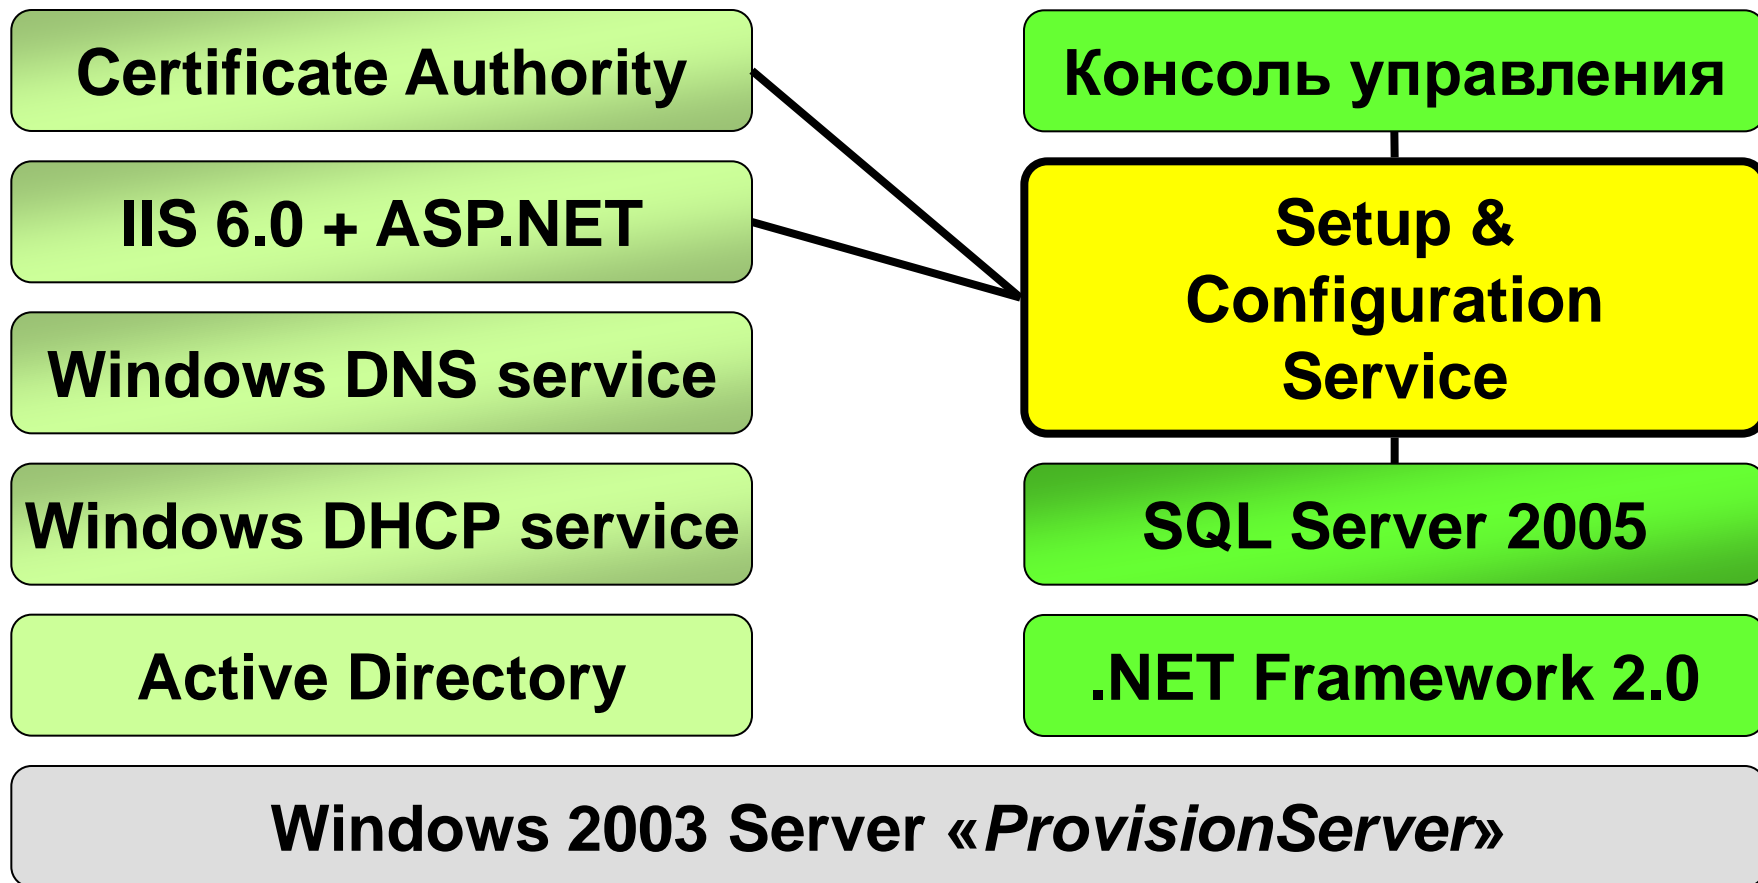 Certificate Authority
IIS 6.0 + ASP.NET
Windows DNS service
Windows DHCP service
Active Directory
Консоль управления
Setup &
Configuration
Service
SQL Server 2005
.NET Framework 2.0
Windows 2003 Server «ProvisionServer»